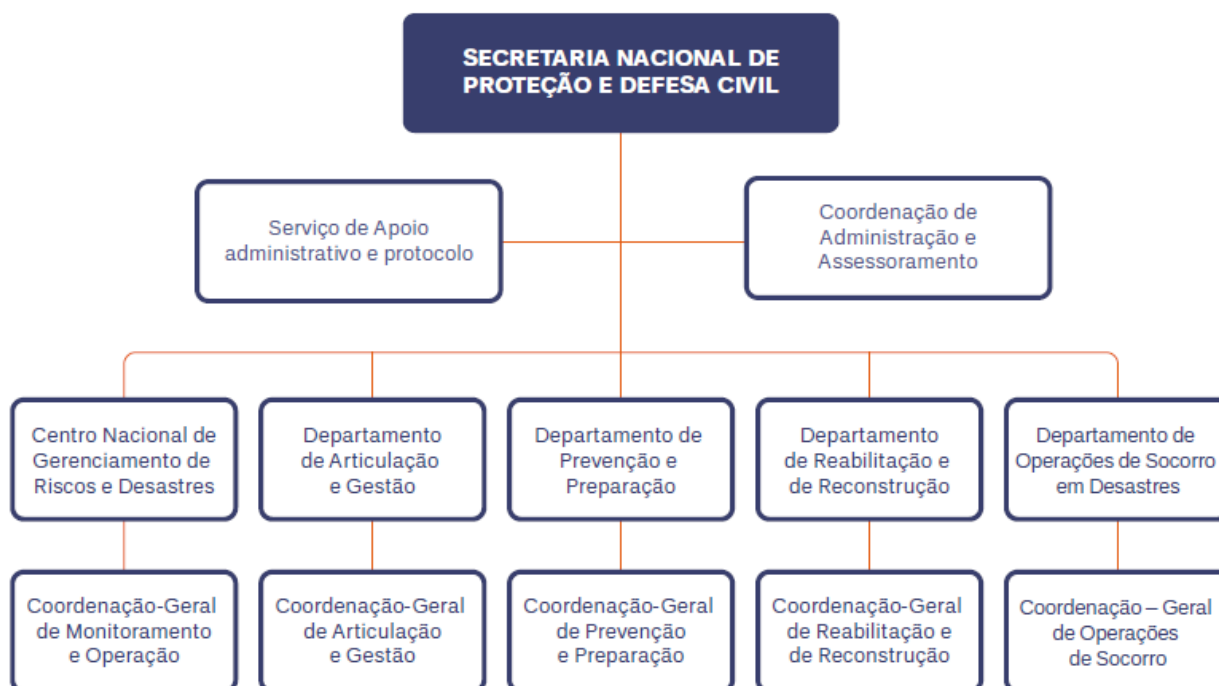 SECRETARIA NACIONAL DE
PROTEÇÃO E DEFESA CIVIL
Serviço de Apoio
administrativo e protocolo
Coordenação de
Administração e
Assessoramento
Centro Nacional de
Gerenciamento de
Riscos e Desastres
Departamento
de Articulação
e Gestão
Departamento de
Prevenção e
Preparação
Departamento
de Reabilitação e
de Reconstrução
Departamento de
Operações de Socorro
em Desastres
Coordenação-Geral
de Monitoramento
e Operação
Coordenação-Geral
de Articulação
e Gestão
Coordenação-Geral
de Prevenção
e Preparação
Coordenação-Geral
de Reabilitação e
de Reconstrução
Coordenação – Geral
de Operações
de Socorro